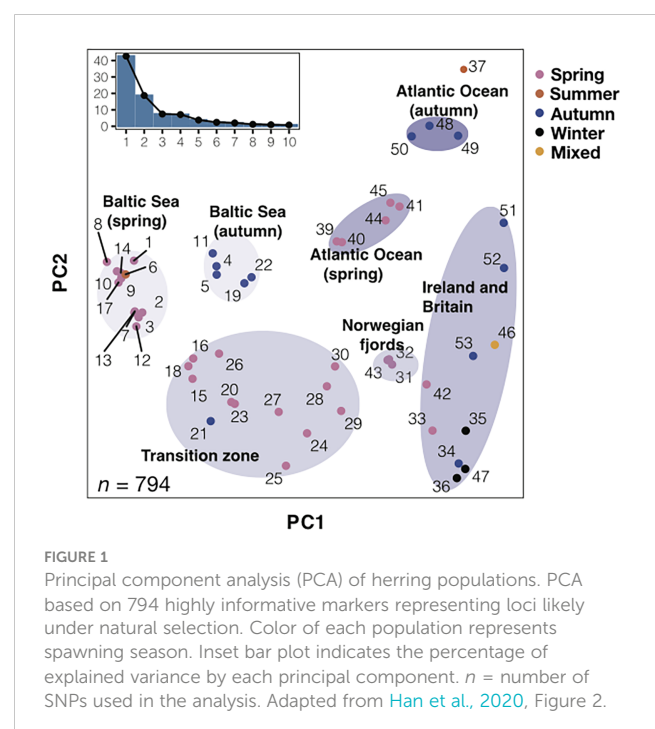 40
30
20
10
0
1 2 3 4 5 6 7 8 9 10
37
Atlantic Ocean
(autumn)
48
50 49
Spring
Summer
Autumn
Winter
Mixed
Baltic Sea
(spring)
8 14 1
6
10 9
17 2
3
7
13 12
Baltic Sea
(autumn)
11 4 22
5 19
45
41
44
39 40
Atlantic Ocean
(spring)
51
52
Ireland and
Britain
46
53
42
33 35
34
47
36
Norwegian
fjords
32
43 31
16 30
26
18
15 20 27 28
23 29
21 24
Transition zone
25
n = 794
PC2
PC1
FIGURE 1
Principal component analysis (PCA) of herring populations. PCA
based on 794 highly informative markers representing loci likely
under natural selection. Color of each population represents
spawning season. Inset bar plot indicates the percentage of
explained variance by each principal component. n = number of
SNPs used in the analysis. Adapted from Han et al., 2020, Figure 2.